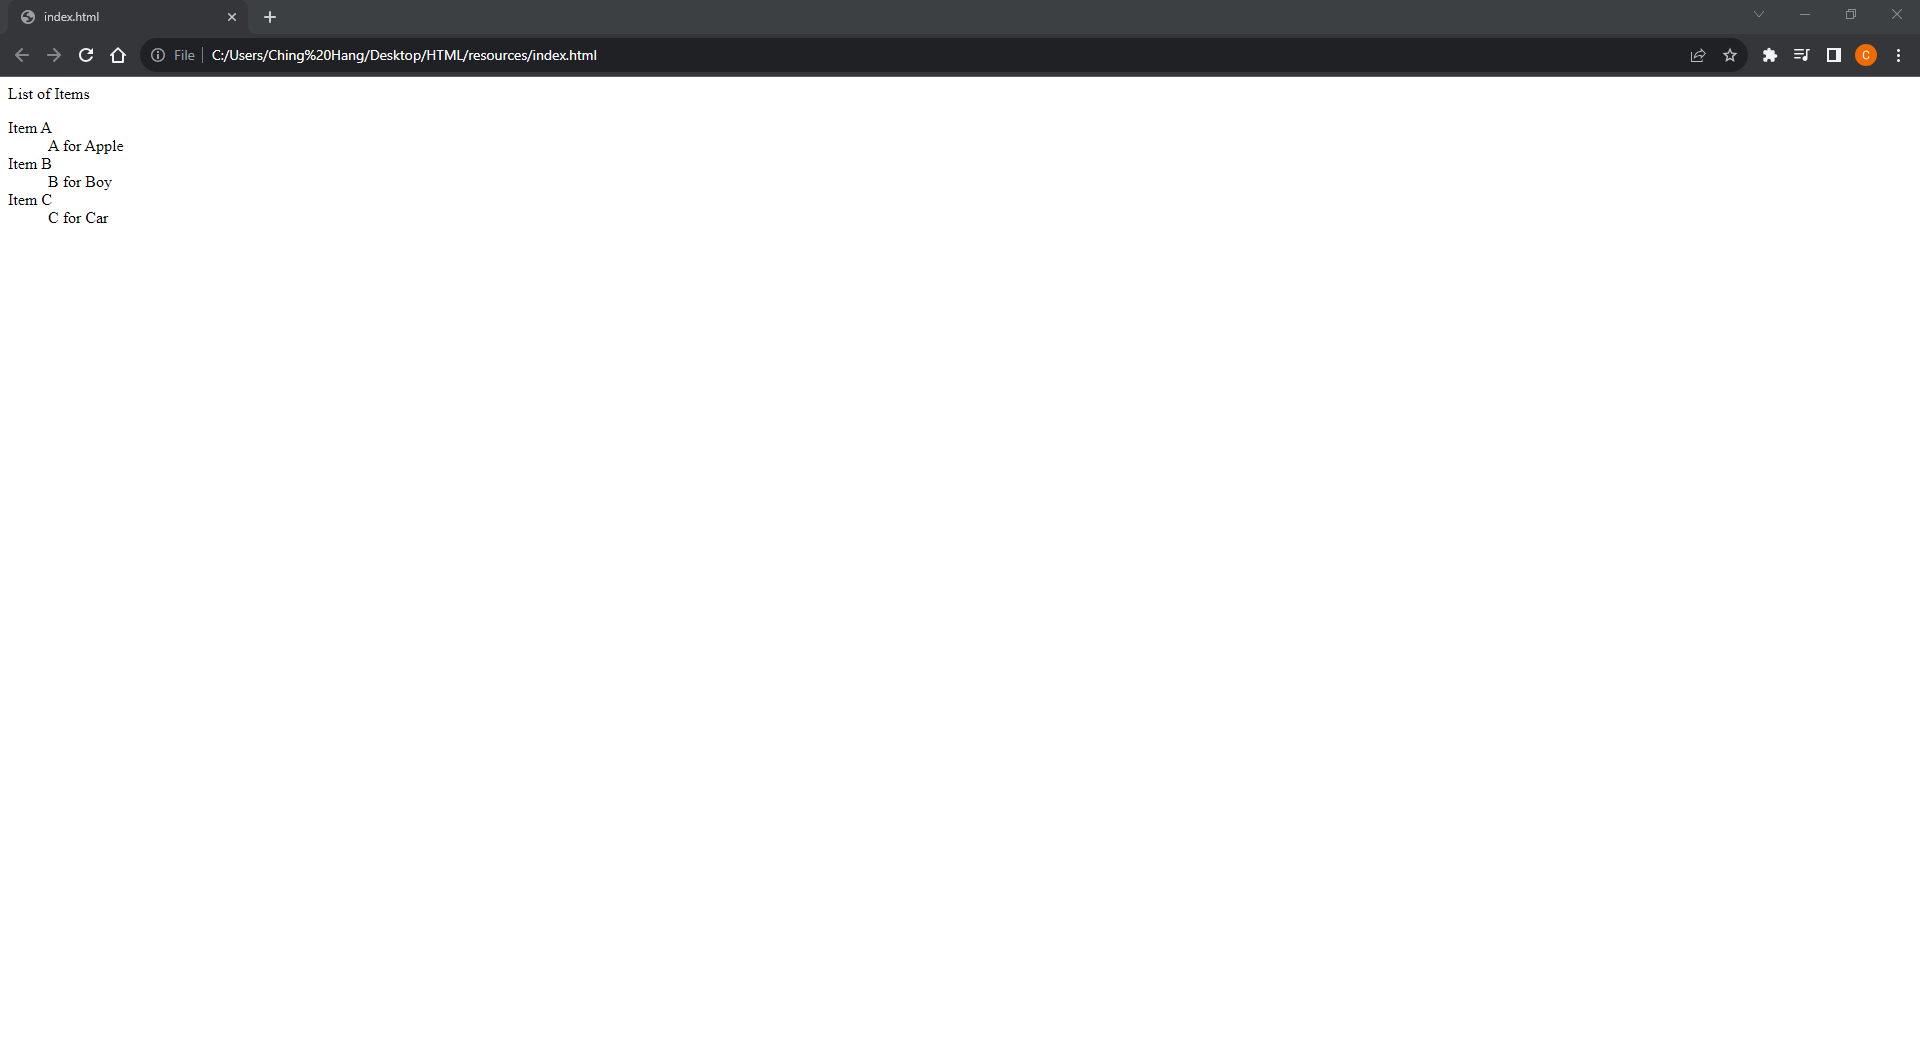 index.html
File
C:/Users/Ching%20Hang/Desktop/HTML/resources/index.html
C
List of Items
Item A
A for Apple
Item B
B for Boy
Item C
C for Car